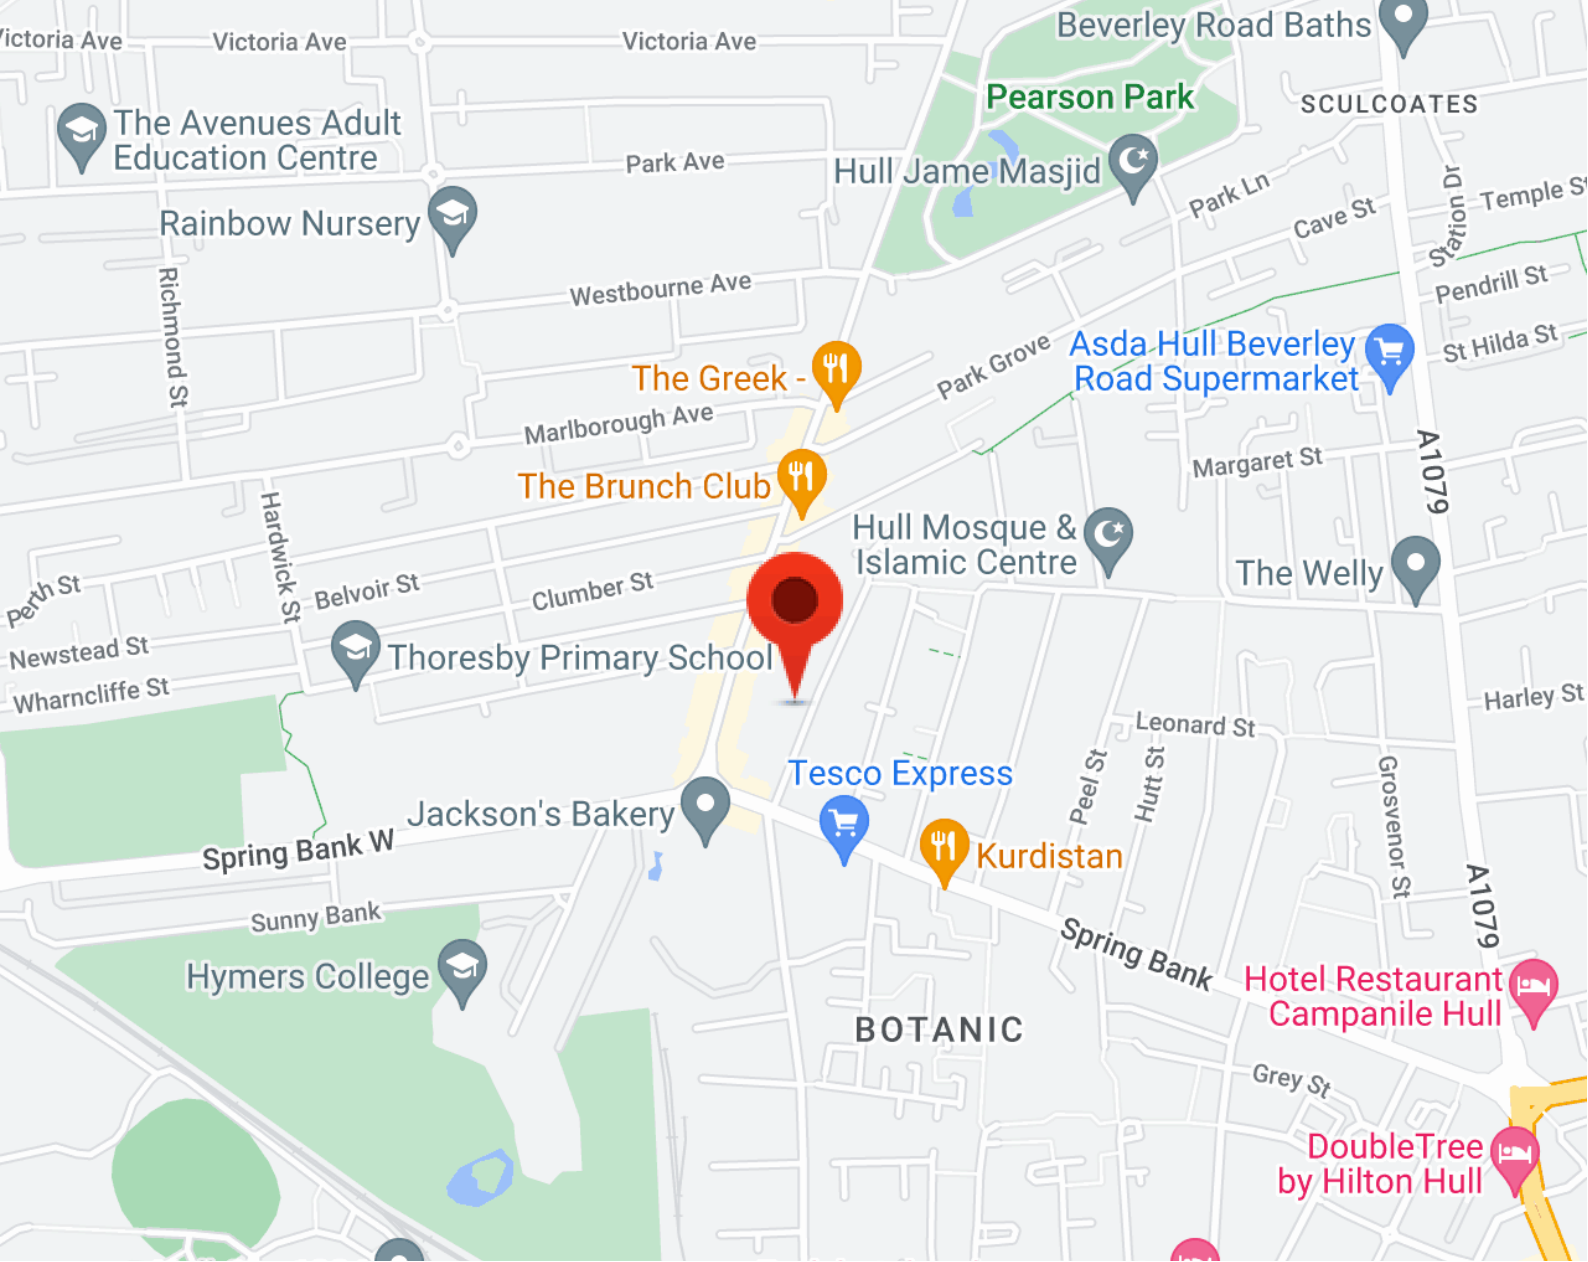 Beverley Road Baths
Victoria Ave
Victoria Ave
Victoria Ave
Pearson Park
SCULCOATES
The Avenues Adult
Education Centre
Park Ave
Hull Jame Masjid
Park Ln
Station Dr
Temple St
Rainbow Nursery
Cave St
Richmond St
Westbourne Ave
Pendrill St
Asda Hull Beverley
Road Supermarket
St Hilda St
The Greek -
Park Grove
Marlborough Ave
A1079
Margaret St
The Brunch Club
Hardwick St
Hull Mosque &
Islamic Centre
The Welly
Perth St
Belvoir St
Clumber St
Newstead St
Thoresby Primary School
Wharncliffe St
Harley St
Leonard St
Peel St
Hutt St
Grosvenor St
Tesco Express
Jackson's Bakery
Spring Bank W
Kurdistan
A1079
Sunny Bank
Spring Bank
Hymers College
Hotel Restaurant
Campanile Hull
BOTANIC
Grey St
DoubleTree
by Hilton Hull